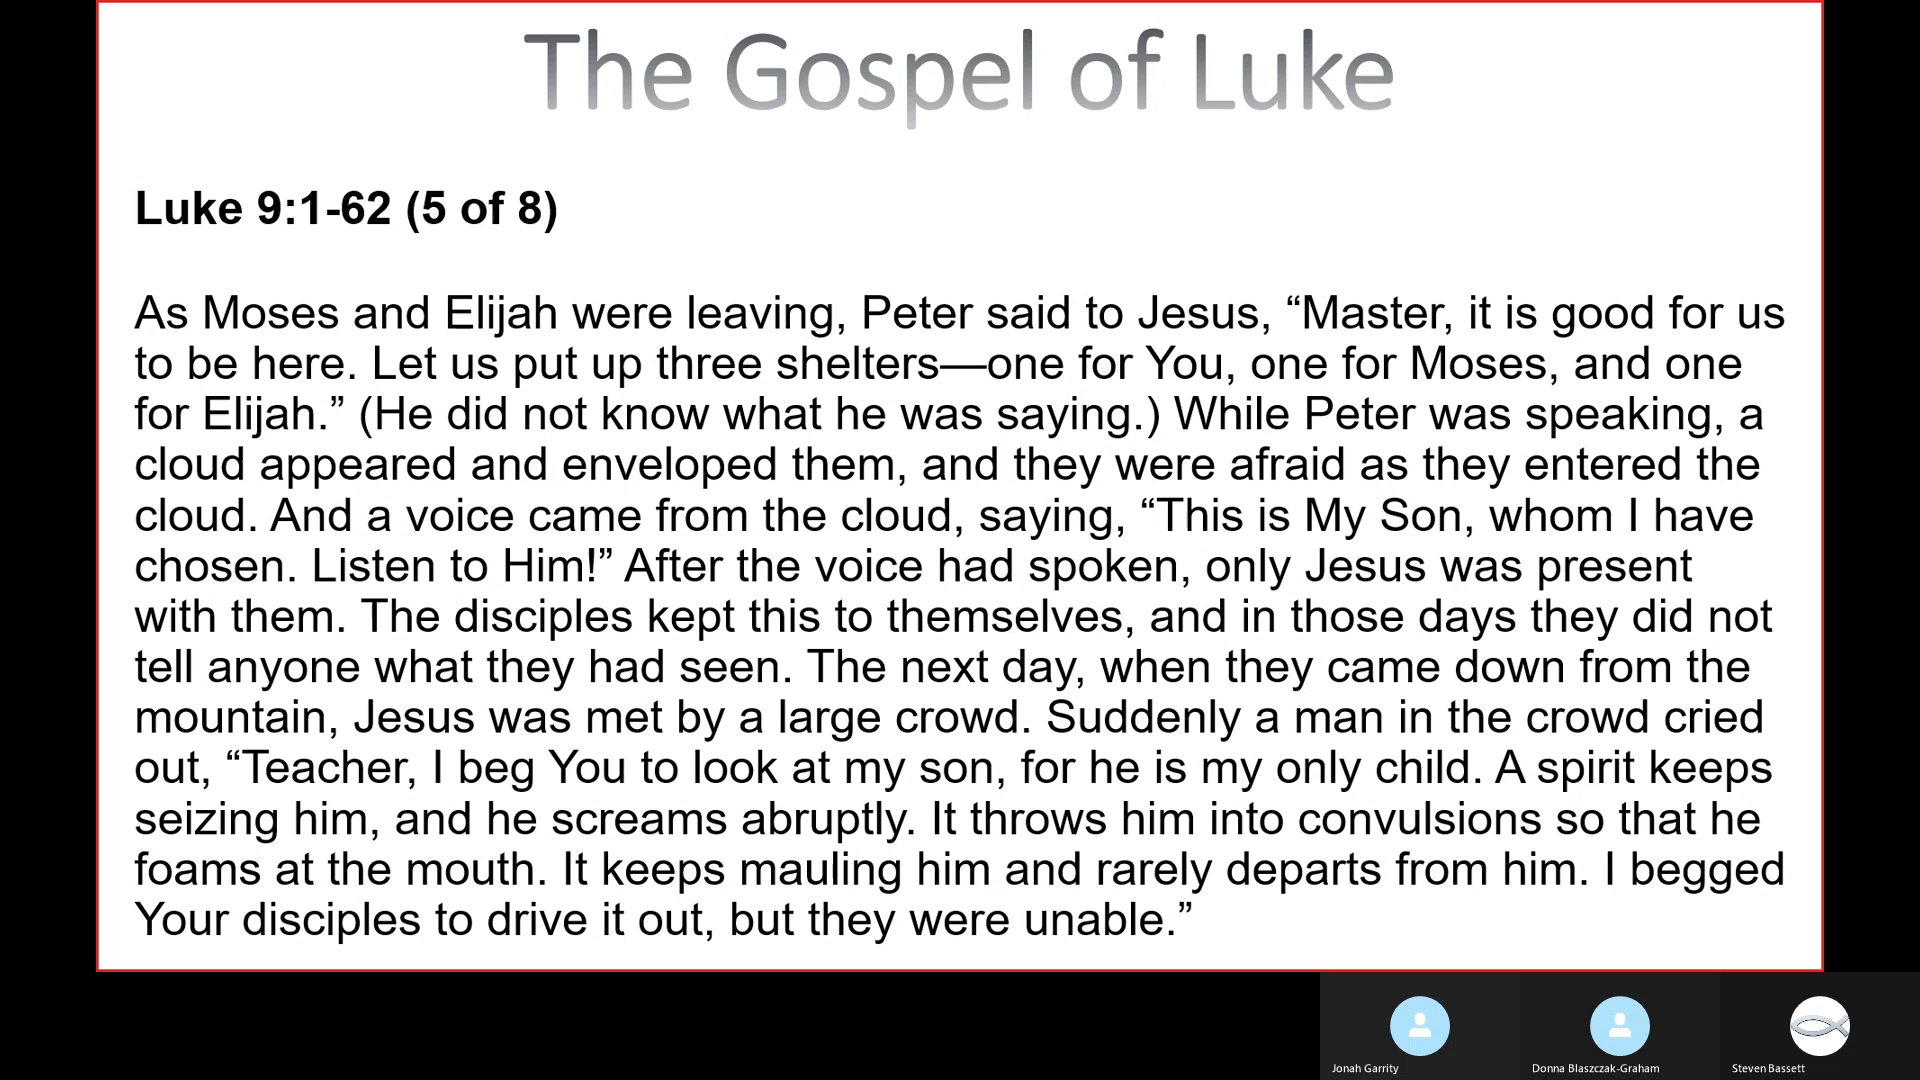 The Gospel of Luke
Luke 9:1-62 (5 of 8)
As Moses and Elijah were leaving, Peter said to Jesus, “Master, it is good for us
to be here. Let us put up three shelters—one for You, one for Moses, and one
for Elijah.” (He did not know what he was saying.) While Peter was speaking, a
cloud appeared and enveloped them, and they were afraid as they entered the
cloud. And a voice came from the cloud, saying, “This is My Son, whom I have
chosen. Listen to Him!” After the voice had spoken, only Jesus was present
with them. The disciples kept this to themselves, and in those days they did not
tell anyone what they had seen. The next day, when they came down from the
mountain, Jesus was met by a large crowd. Suddenly a man in the crowd cried
out, “Teacher, I beg You to look at my son, for he is my only child. A spirit keeps
seizing him, and he screams abruptly. It throws him into convulsions so that he
foams at the mouth. It keeps mauling him and rarely departs from him. I begged
Your disciples to drive it out, but they were unable.”
Jonah Garrity
Donna Blaszczak-Graham
Steven Bassett